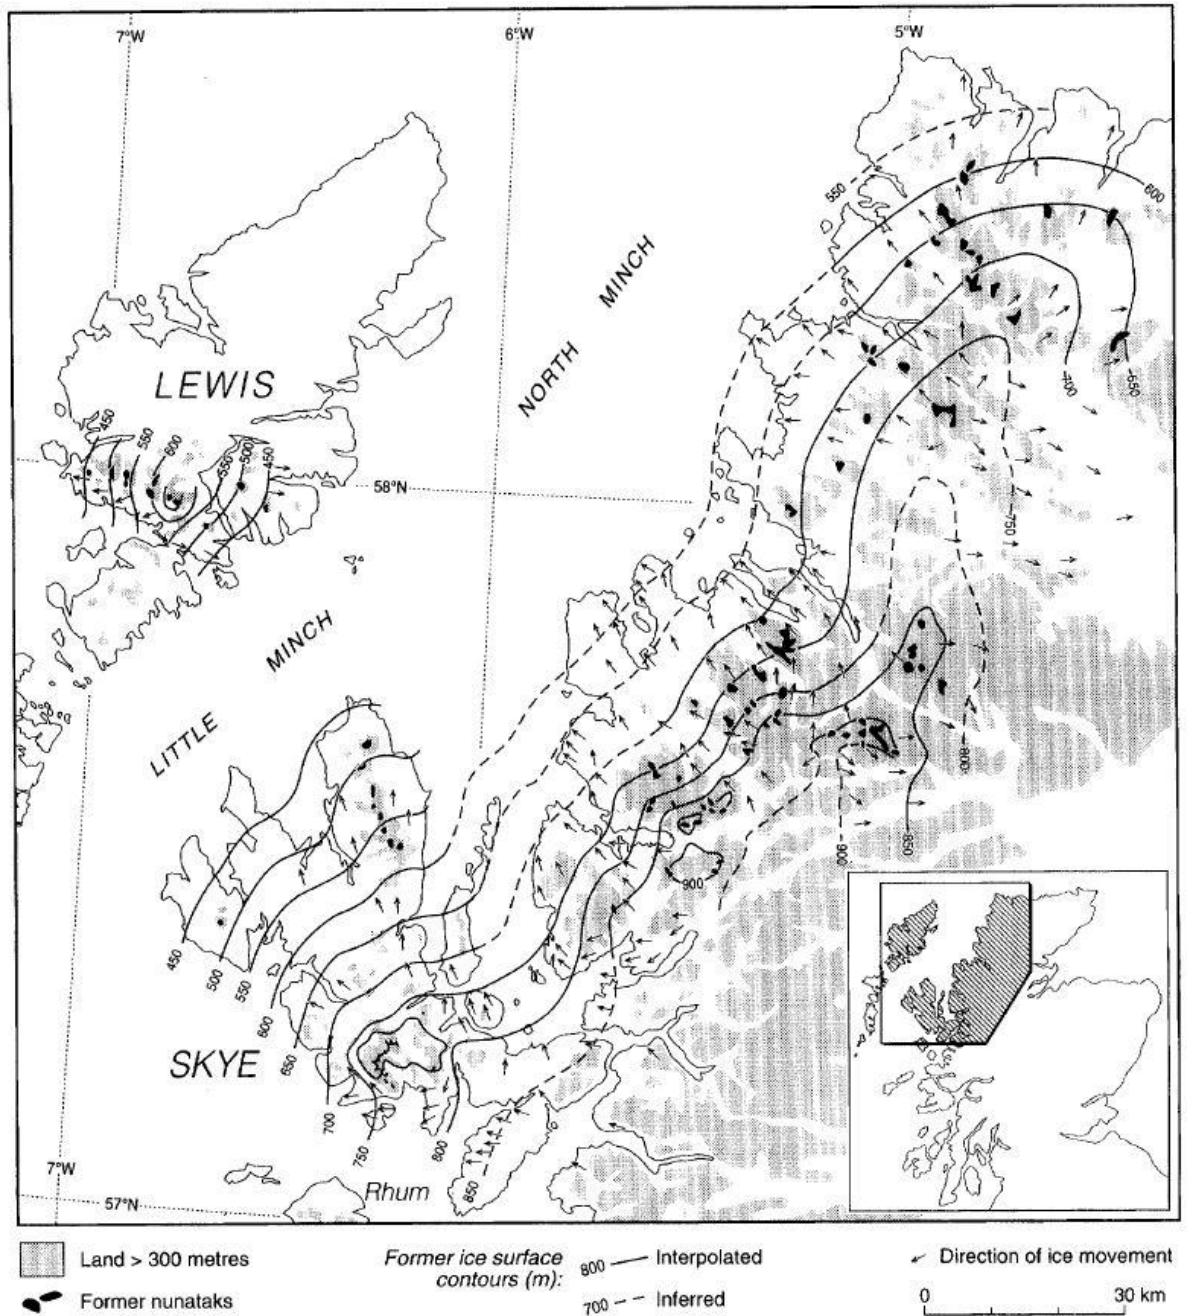 7°W
6°W
5°W
550
600
NORTH MINCH
LEWIS
450
550
600
550
500
450
400
650
58°N
750
LITTLE MINCH
800
900
850
900
450
500
550
600
650
SKYE
700
750
800
850
Rhum
7°W
57°N
Land > 300 metres
Former nunataks
Former ice surface
contours (m):
800 Interpolated
700 Inferred
Direction of ice movement
0 30 km